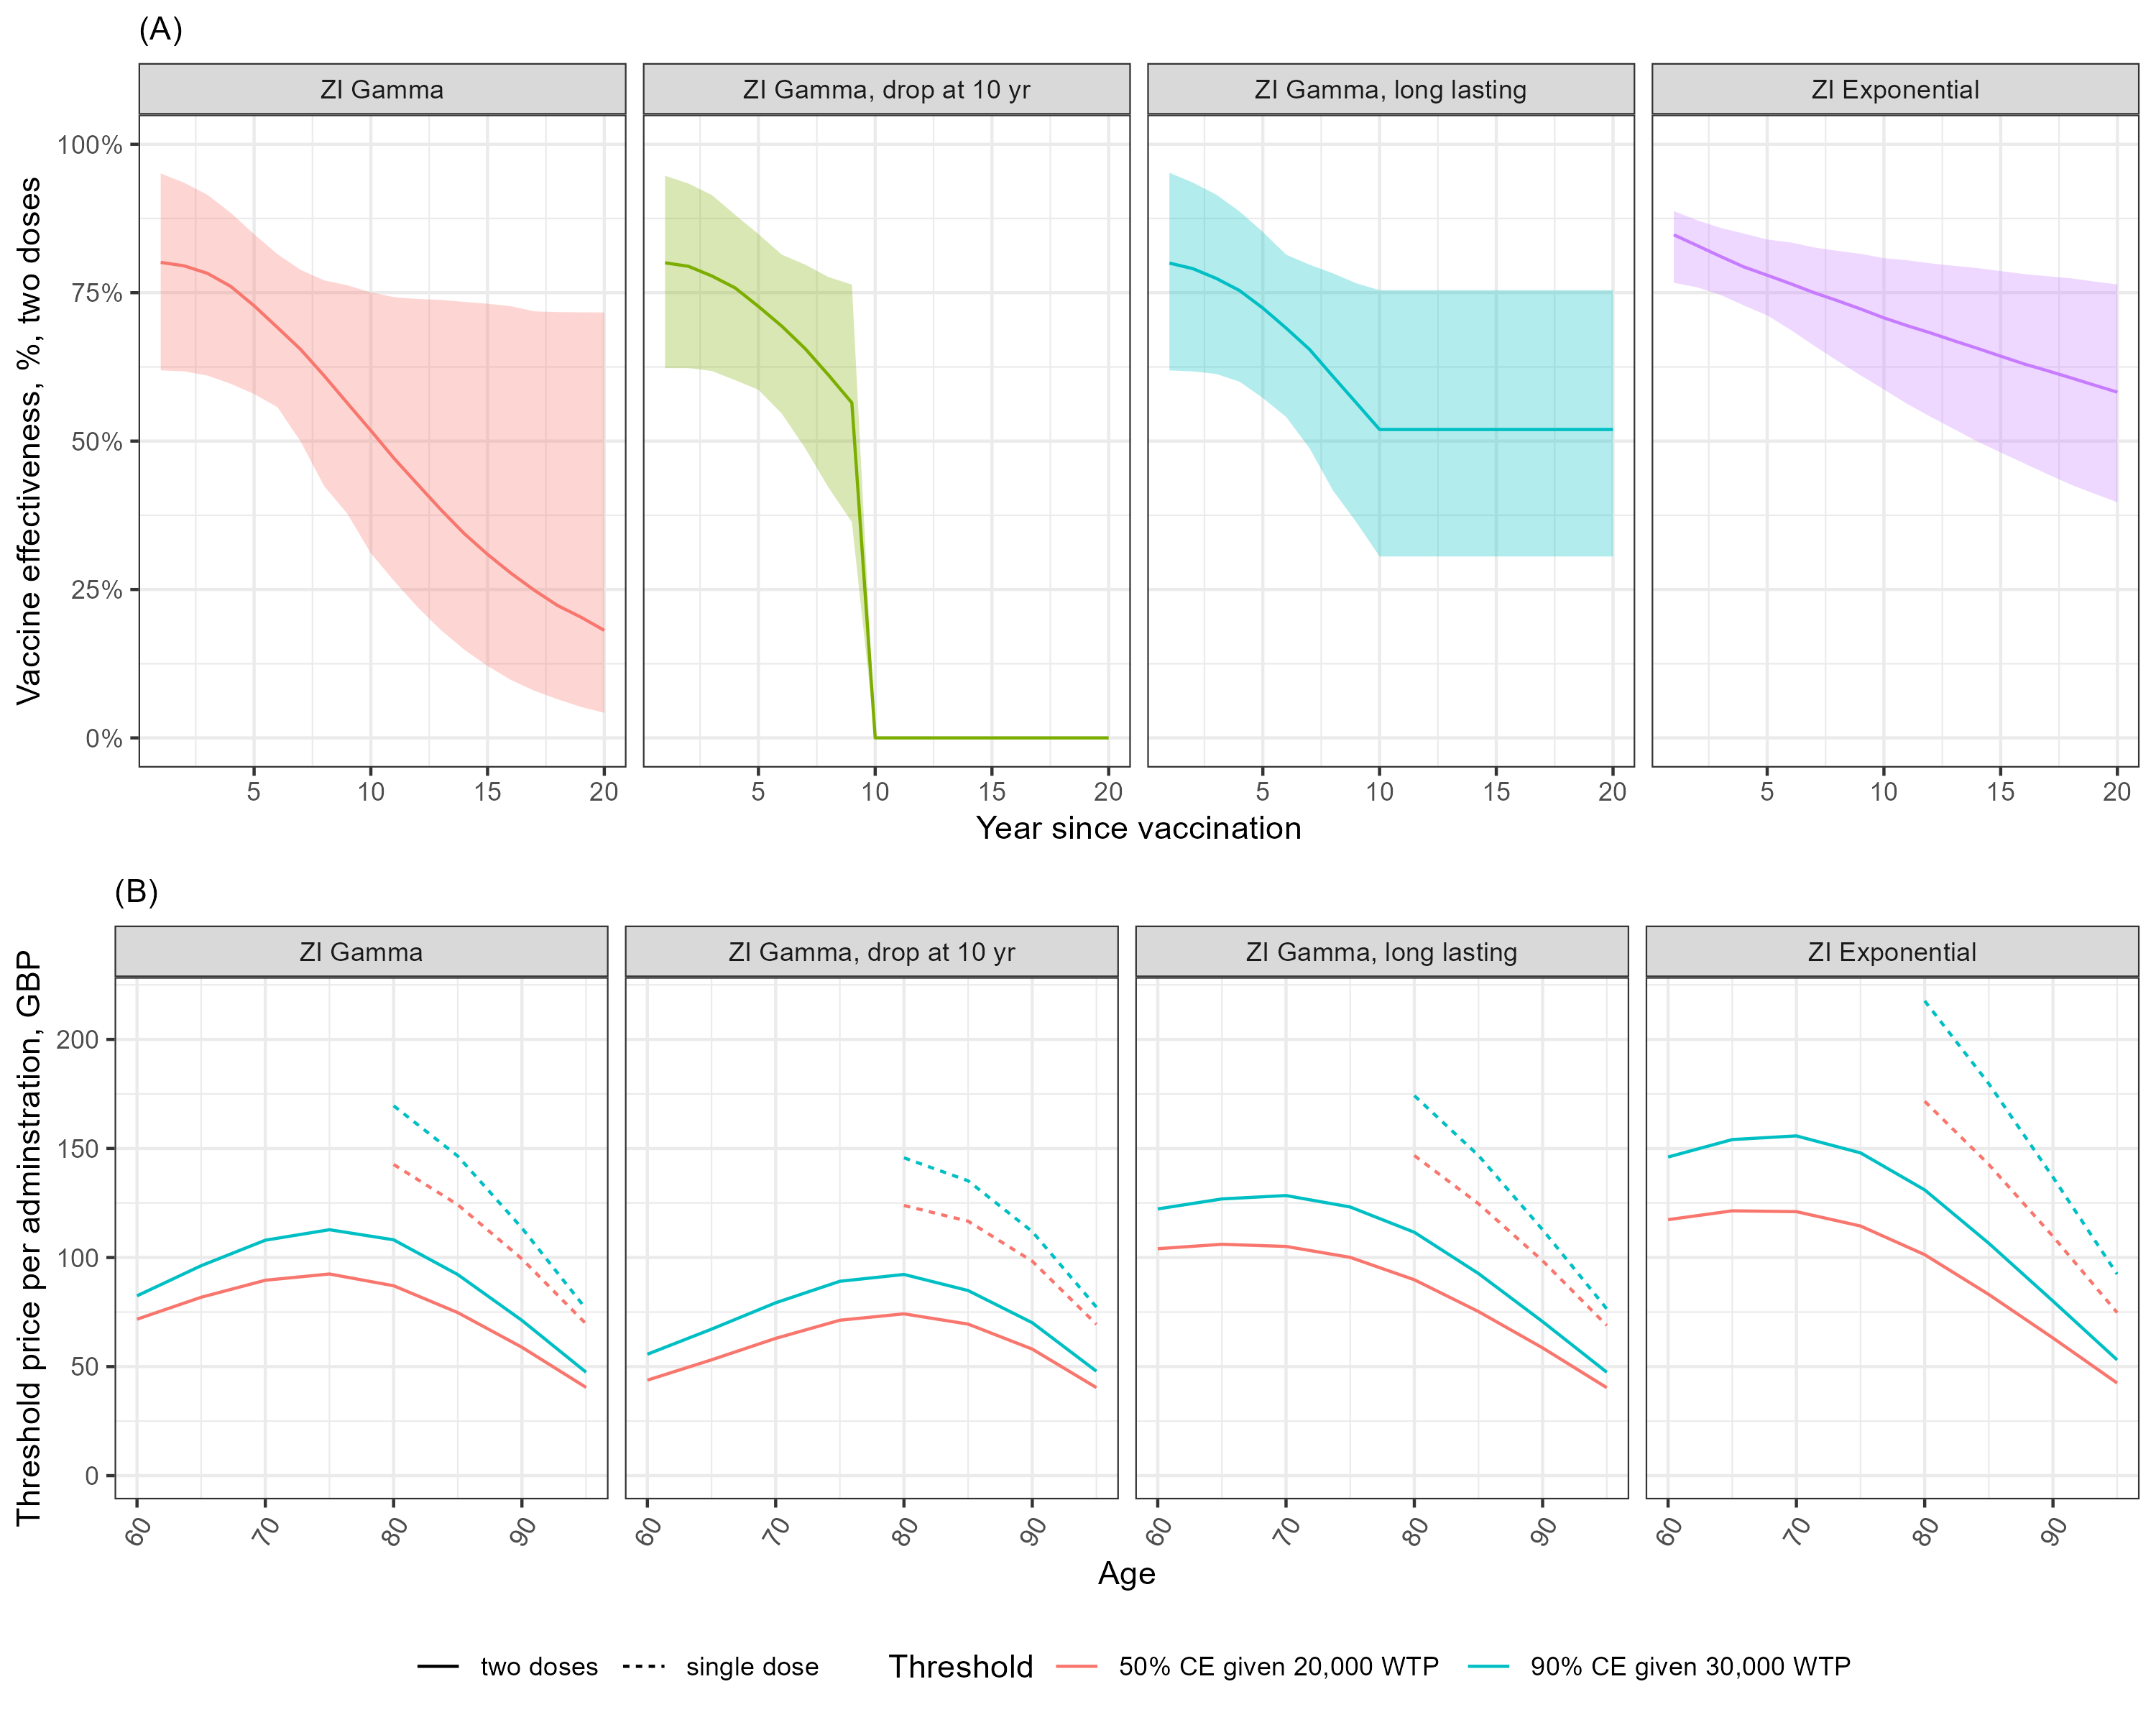 (A)
ZI Gamma
ZI Gamma, drop at 10 yr
ZI Gamma, long lasting
ZI Exponential
Vaccine effectiveness, %, two doses
100%
75%
50%
25%
0%
5 10 15 20
5 10 15 20
5 10 15 20
5 10 15 20
Year since vaccination
(B)
ZI Gamma
ZI Gamma, drop at 10 yr
ZI Gamma, long lasting
ZI Exponential
Threshold price per adminstration, GBP
200
150
100
50
0
60 70 80 90
60 70 80 90
60 70 80 90
60 70 80 90
Age
two doses
single dose
Threshold
50% CE given 20,000 WTP
90% CE given 30,000 WTP